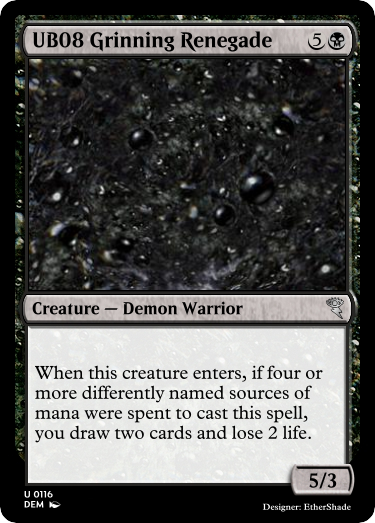 UB08 Grinning Renegade 5
Creature — Demon Warrior
When this creature enters, if four or
more differently named sources of
mana were spent to cast this spell,
you draw two cards and lose 2 life.
5/3
U 0116
DEM
Designer: EtherShade